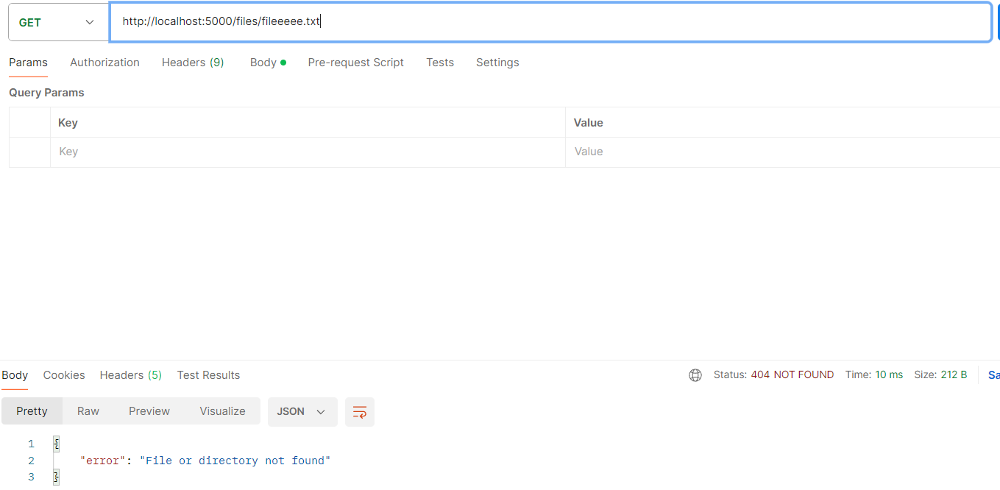 GET http://localhost:5000/files/fileeeee.txt
Params Authorization Headers (9) Body Pre-request Script Tests Settings
Query Params
Key Value
Key Value
Body Cookies Headers (5) Test Results Status: 404 NOT FOUND Time: 10 ms Size: 212 B Sa
Pretty Raw Preview Visualize JSON
1 {
2 "error": "File or directory not found"
3 }